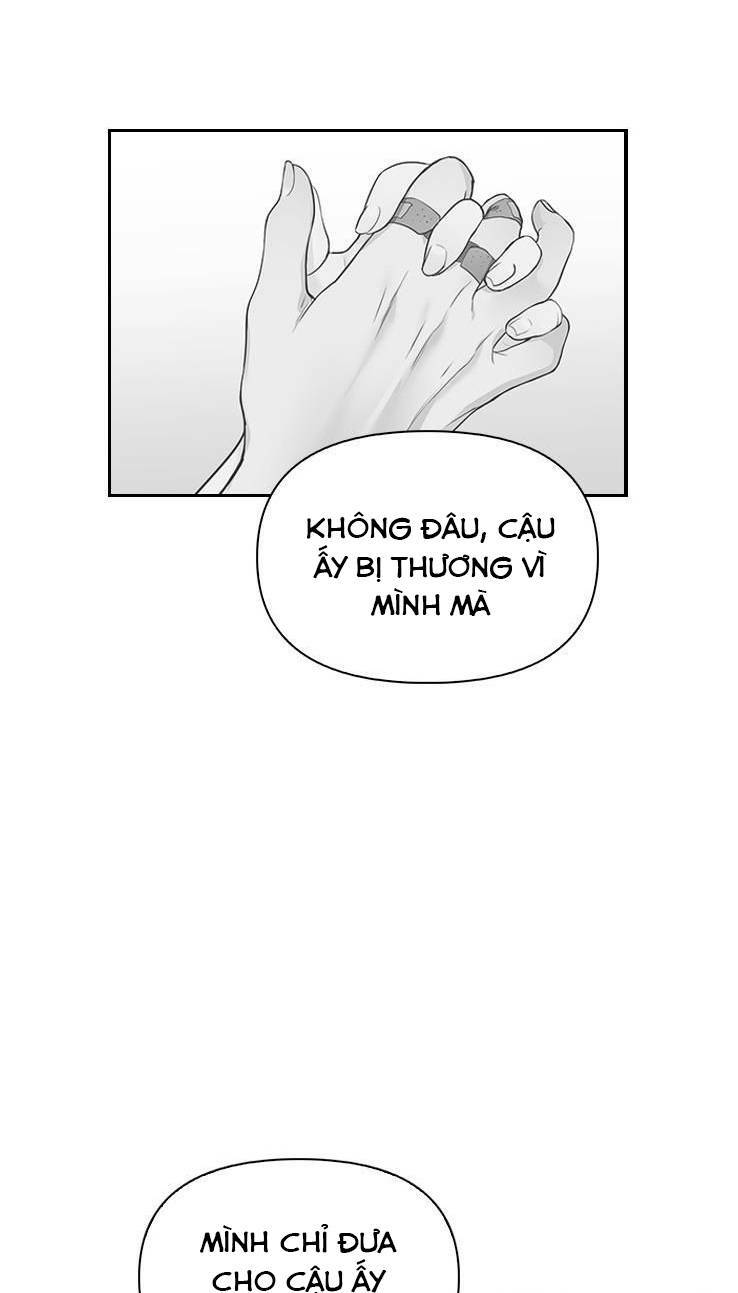 KHÔNG ĐÂU, CẬU
ẤY BỊ THƯƠNG VÌ
MÌNH MÀ
MÌNH CHỈ ĐƯA
CHO CẬU ẤY